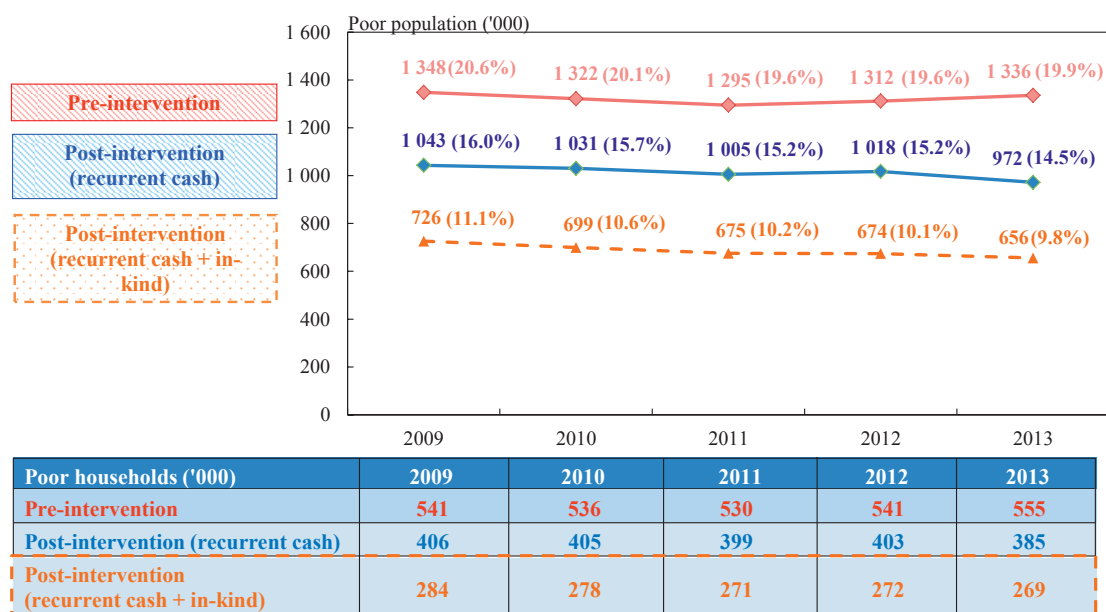 Poor population ('000)
1 600
1 400
1 200
1 000
800
600
400
200
0
Pre-intervention
Post-intervention
(recurrent cash)
Post-intervention
(recurrent cash + in-
kind)
1 348 (20.6%) 1 322 (20.1%) 1 295 (19.6%) 1 312 (19.6%) 1 336 (19.9%)
1 043 (16.0%) 1 031 (15.7%) 1 005 (15.2%) 1 018 (15.2%) 972 (14.5%)
726 (11.1%) 699 (10.6%) 675 (10.2%) 674 (10.1%) 656 (9.8%)
2009 2010 2011 2012 2013
Poor households ('000) 2009 2010 2011 2012 2013
Pre-intervention 541 536 530 541 555
Post-intervention (recurrent cash) 406 405 399 403 385
Post-intervention
(recurrent cash + in-kind) 284 278 271 272 269